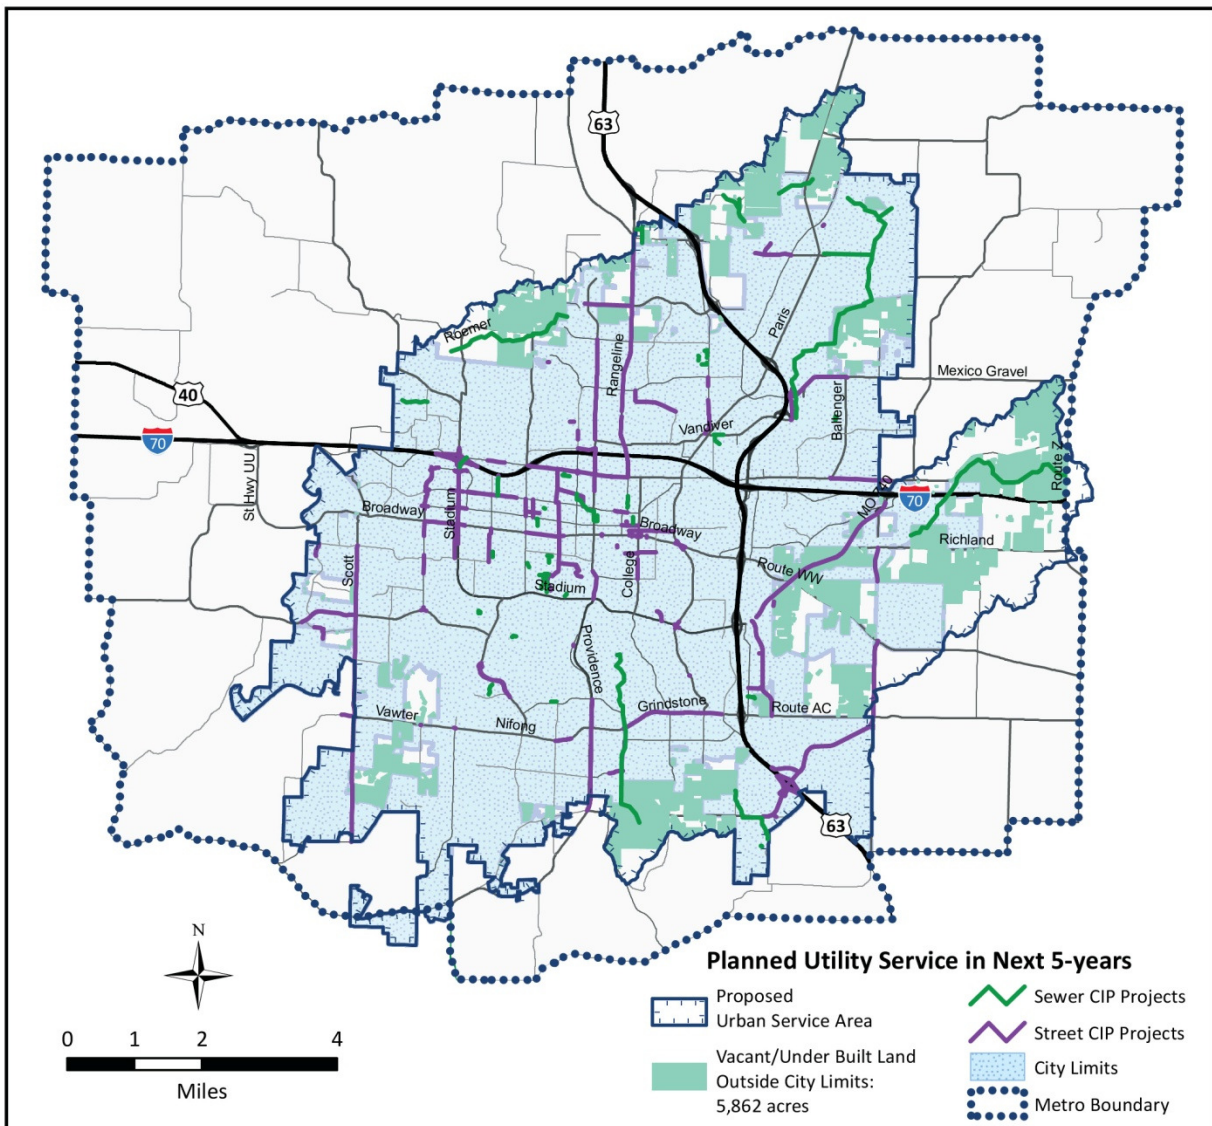 63
Roemer
Paris
Rangeline
Mexico Gravel
40
70
Vandiver
Ballenger
St Hwy UU
Route Z
MO 740
70
Broadway
Stadium
Broadway
Richland
Scott
Stadium
College
Route WW
Providence
Vawter
Nifong
Grindstone
Route AC
63
N
Planned Utility Service in Next 5-years
Proposed
Urban Service Area
Vacant/Under Built Land
Outside City Limits:
5,862 acres
Sewer CIP Projects
Street CIP Projects
City Limits
Metro Boundary
0 1 2 4
Miles